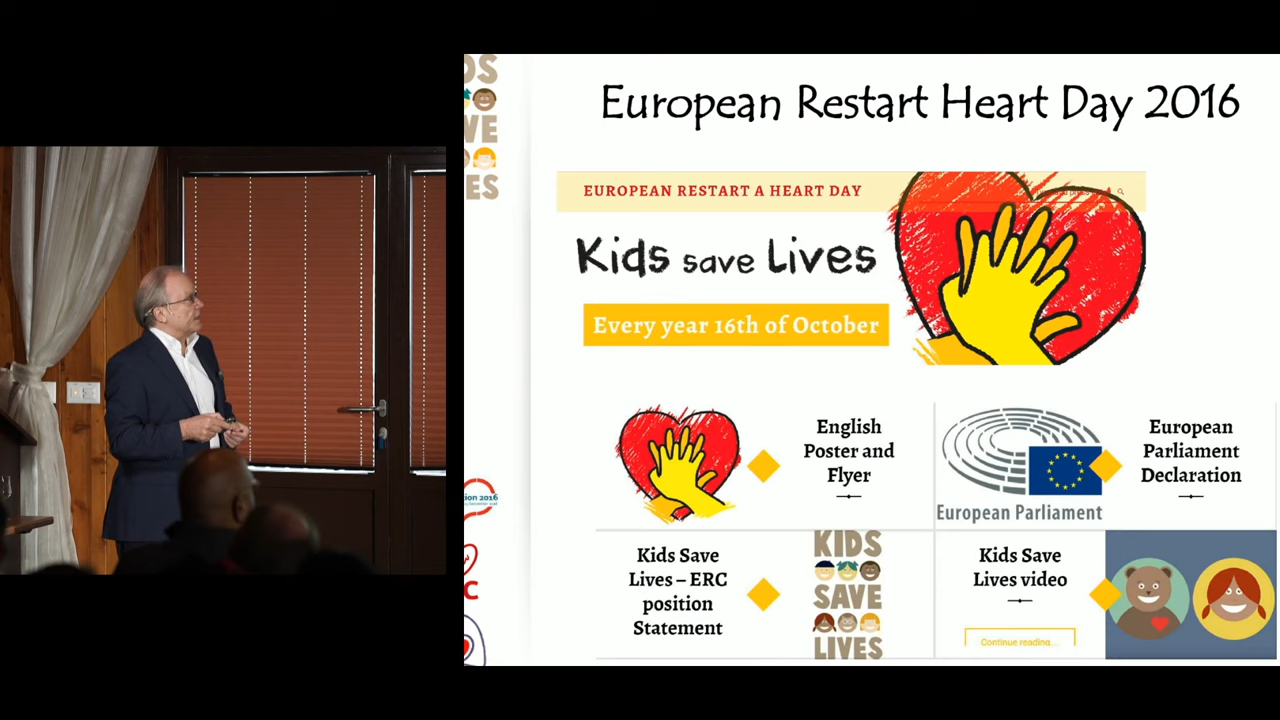 European Restart Heart Day 2016
EUROPEAN RESTART A HEART DAY
Kids save Lives
Every year 16th of October
English
Poster and
Flyer
European Parliament
European
Parliament
Declaration
Kids Save
Lives – ERC
position
Statement
KIDS
SAVE
LIVES
Kids Save
Lives video
Continue reading...
2016